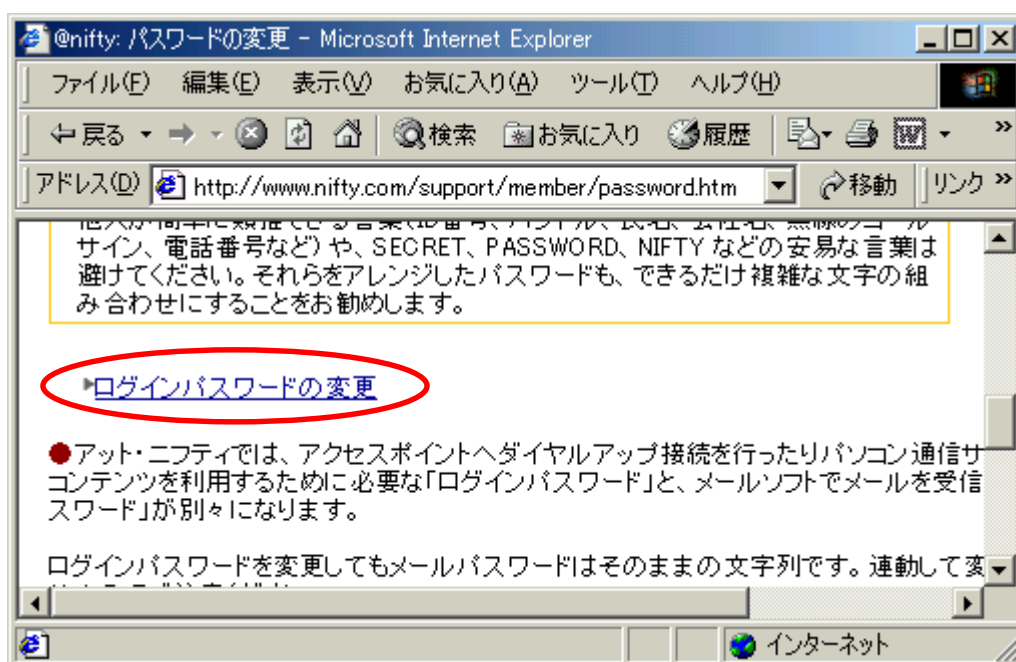 @nifty: パスワードの変更 - Microsoft Internet Explorer
ファイル(F) 編集(E) 表示(V) お気に入り(A) ツール(T) ヘルプ(H)
戻る 検索 お気に入り 履歴 »
アドレス(D) http://www.nifty.com/support/member/password.htm 移動 リンク »
サイン、電話番号など) や、SECRET、PASSWORD、NIFTY などの安易な言葉は
避けてください。それらをアレンジしたパスワードも、できるだけ複雑な文字の組
み合わせにすることをお勧めします。
ログインパスワードの変更
●アット・ニフティでは、アクセスポイントへダイヤルアップ接続を行ったりパソコン通信サ
コンテンツを利用するために必要な「ログインパスワード」と、メールソフトでメールを受信
スワード」が別々になります。
ログインパスワードを変更してもメールパスワードはそのままの文字列です。連動して変
インターネット